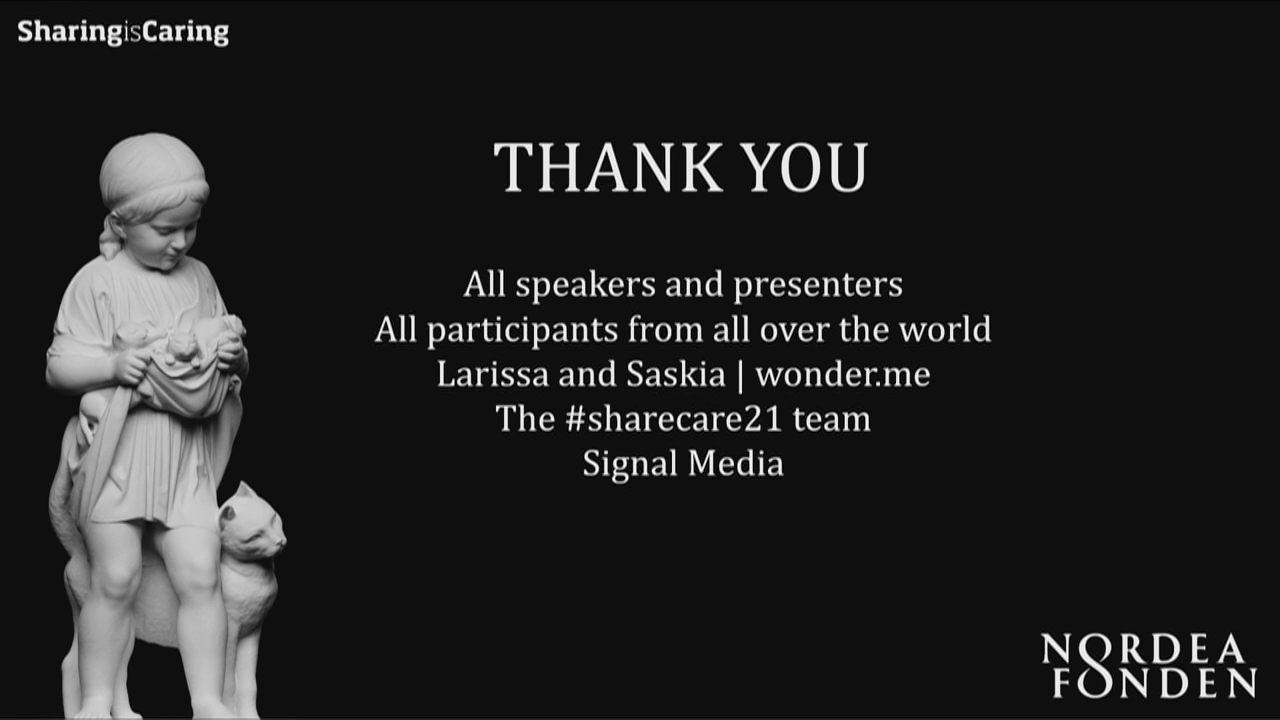 SharingisCaring
THANK YOU
All speakers and presenters
All participants from all over the world
Larissa and Saskia | wonder.me
The #sharecare21 team
Signal Media
NORDEA
FONDEN